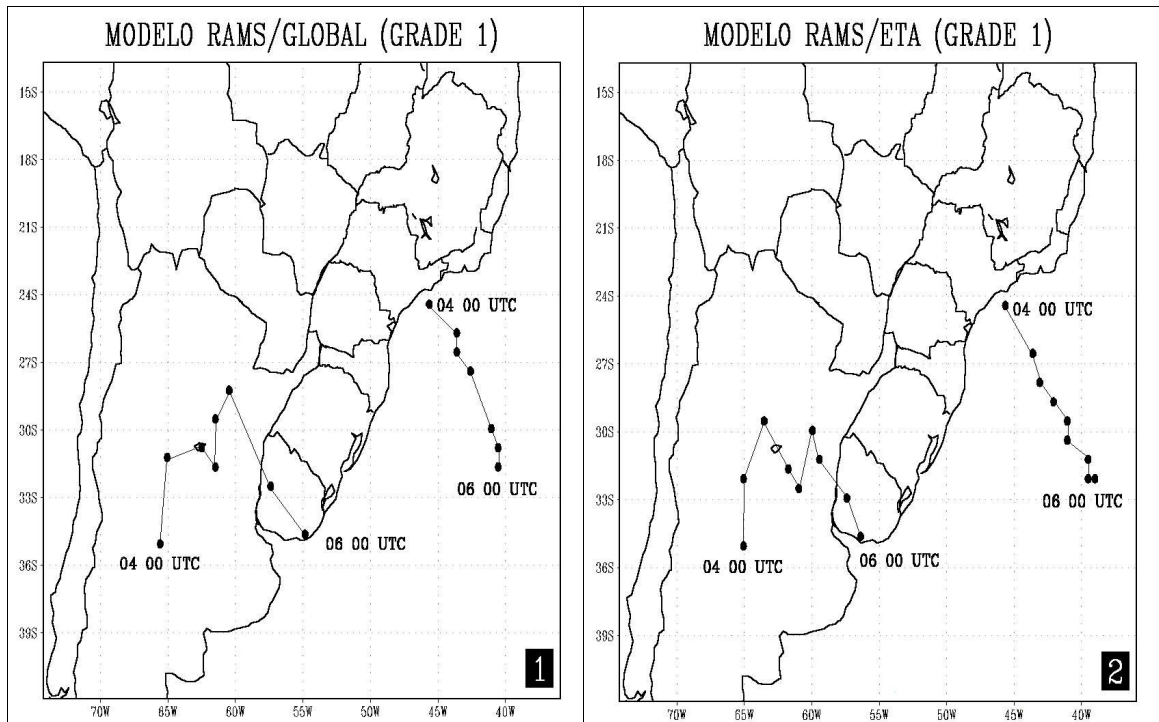 MODELO RAMS/GLOBAL (GRADE 1)
15S
18S
21S
24S
27S
30S
33S
36S
39S
04 00 UTC
06 00 UTC
06 00 UTC
04 00 UTC
1
70W
65W
60W
55W
50W
45W
40W
MODELO RAMS/ETA (GRADE 1)
15S
18S
21S
24S
27S
30S
33S
36S
39S
04 00 UTC
06 00 UTC
06 00 UTC
04 00 UTC
2
70W
65W
60W
55W
50W
45W
40W